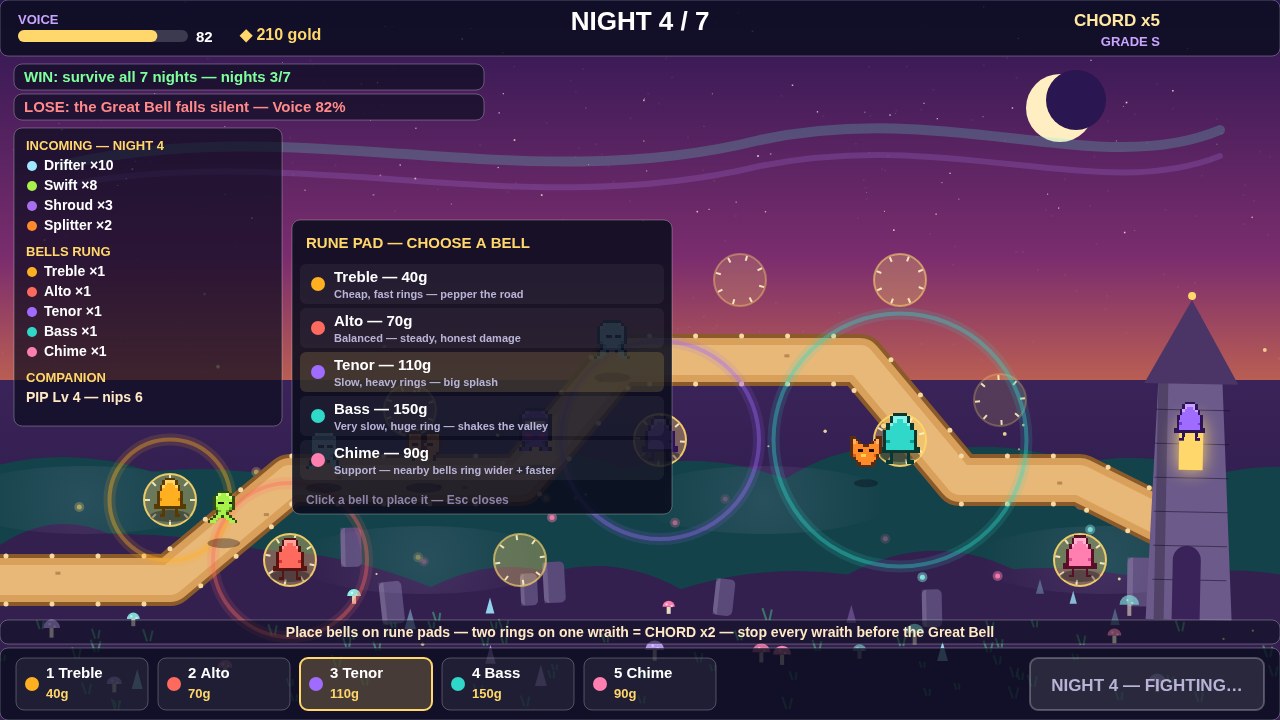 VOICE
82
◆ 210 gold
NIGHT 4 / 7
CHORD x5
GRADE S
WIN: survive all 7 nights — nights 3/7
LOSE: the Great Bell falls silent — Voice 82%
INCOMING — NIGHT 4
Drifter ×10
Swift ×8
Shroud ×3
Splitter ×2
BELLS RUNG
Treble ×1
Alto ×1
Tenor ×1
Bass ×1
Chime ×1
COMPANION
PIP Lv 4 — nips 6
RUNE PAD — CHOOSE A BELL
Treble — 40g
Cheap, fast rings — pepper the road
Alto — 70g
Balanced — steady, honest damage
Tenor — 110g
Slow, heavy rings — big splash
Bass — 150g
Very slow, huge ring — shakes the valley
Chime — 90g
Support — nearby bells ring wider + faster
Click a bell to place it — Esc closes
Place bells on rune pads — two rings on one wraith = CHORD x2 — stop every wraith before the Great Bell
1 Treble
40g
2 Alto
70g
3 Tenor
110g
4 Bass
150g
5 Chime
90g
NIGHT 4 — FIGHTING…